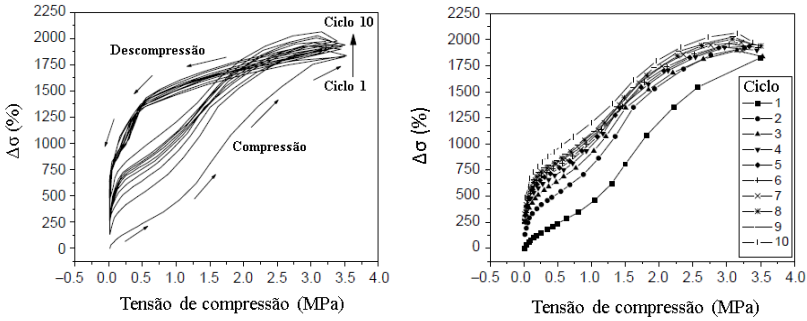 2250
2000
1750
1500
1250
1000
750
500
250
0
Δσ (%)
Descompressão
Compressão
Ciclo 10
Ciclo 1
−0.5 0.0 0.5 1.0 1.5 2.0 2.5 3.0 3.5 4.0
Tensão de compressão (MPa)
2250
2000
1750
1500
1250
1000
750
500
250
0
Δσ (%)
Ciclo
1
2
3
4
5
6
7
8
9
10
−0.5 0.0 0.5 1.0 1.5 2.0 2.5 3.0 3.5 4.0
Tensão de compressão (MPa)